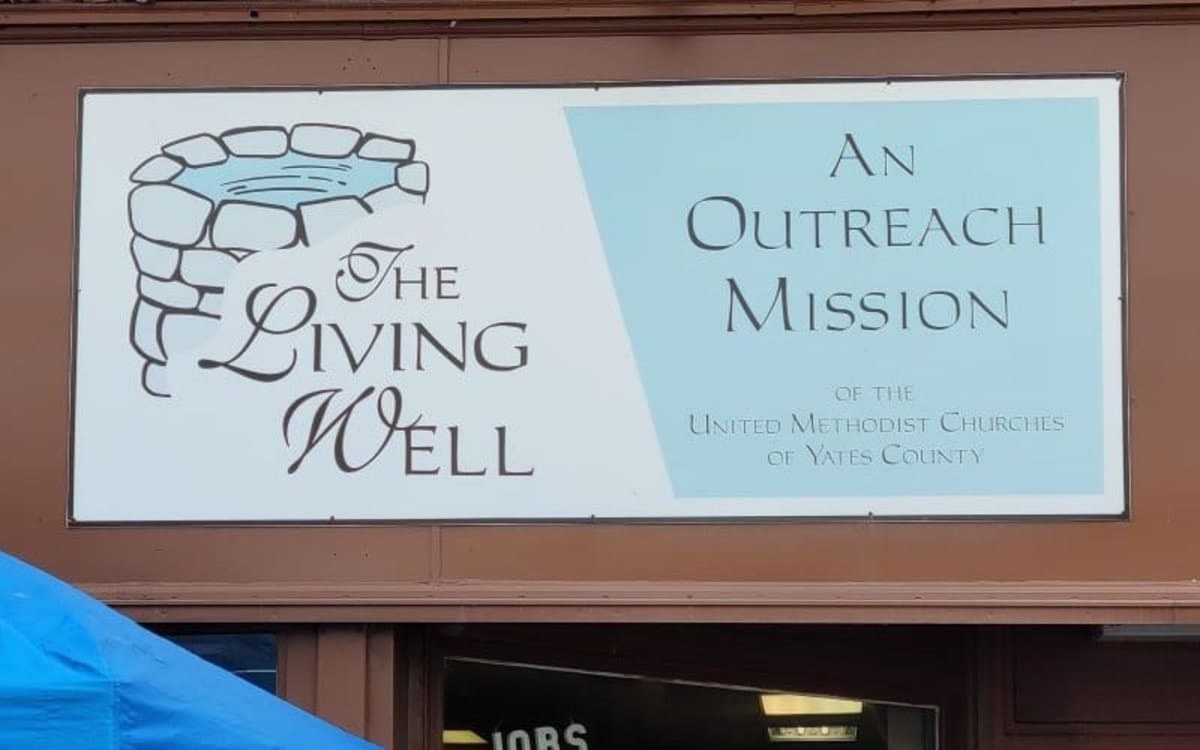 The
Living
Well
An
Outreach
Mission
of the
United Methodist Churches
of Yates County
JOBS